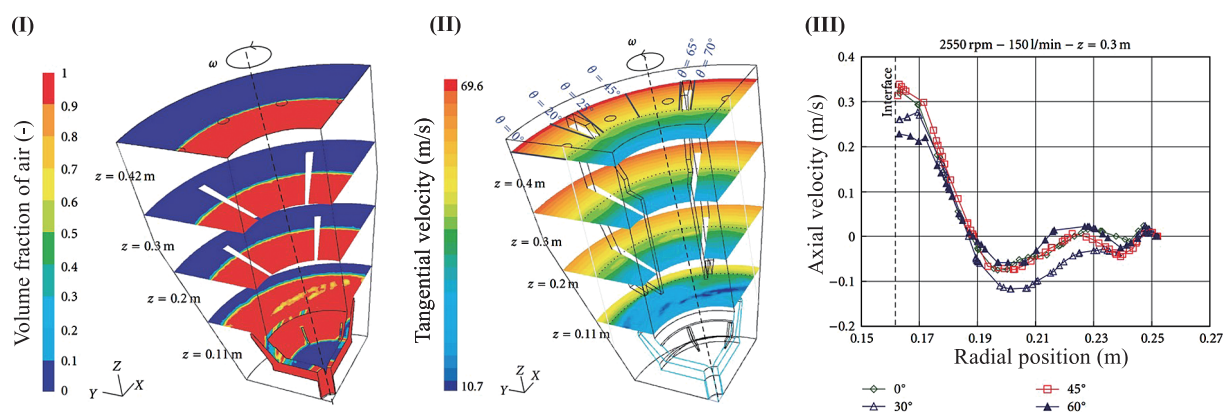 (I)
Volume fraction of air (-)
1
0.9
0.8
0.7
0.6
0.5
0.4
0.3
0.2
0.1
0
ω
z = 0.42 m
z = 0.3 m
z = 0.2 m
z = 0.11 m
Z
Y
X
(II)
Tangential velocity (m/s)
69.6
10.7
ω
θ = 0°
θ = 20°
θ = 25°
θ = 45°
θ = 65°
θ = 70°
z = 0.4 m
z = 0.3 m
z = 0.2 m
z = 0.11 m
Z
Y
X
(III)
2550 rpm − 150 l/min − z = 0.3 m
Axial velocity (m/s)
0.4
0.3
0.2
0.1
0
−0.1
−0.2
Interface
0.15 0.17 0.19 0.21 0.23 0.25 0.27
Radial position (m)
0° 45°
30° 60°